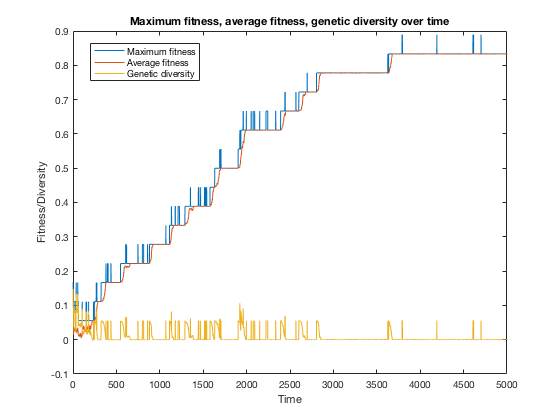 Maximum fitness, average fitness, genetic diversity over time
0.9
0.8
0.7
0.6
0.5
0.4
0.3
0.2
0.1
0
-0.1
Fitness/Diversity
Maximum fitness
Average fitness
Genetic diversity
0 500 1000 1500 2000 2500 3000 3500 4000 4500 5000
Time